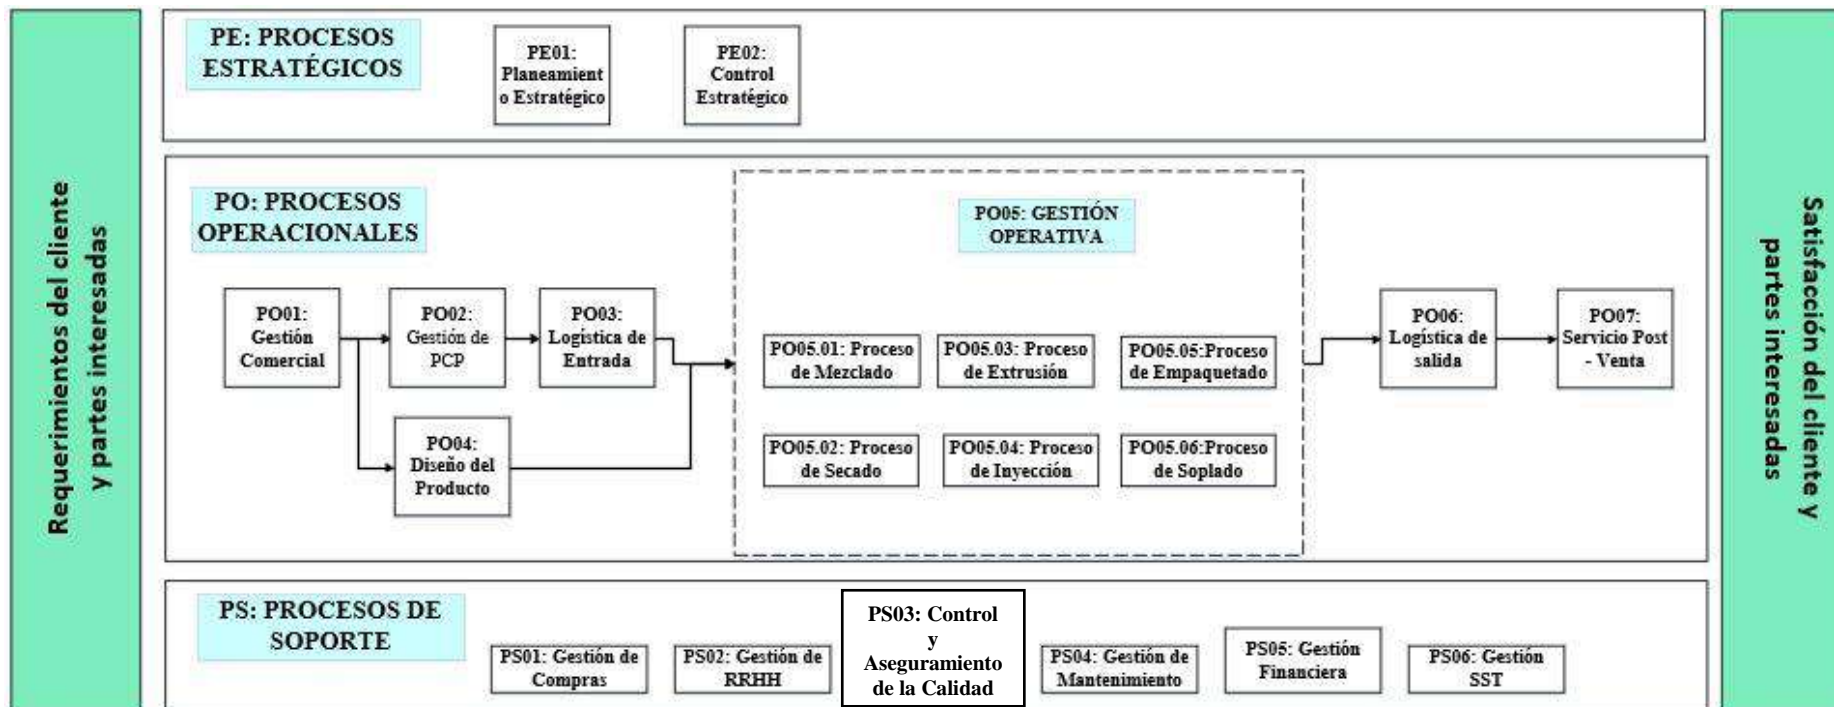 Requerimientos del cliente
y partes interesadas
PE: PROCESOS
ESTRATÉGICOS
PE01:
Planeamient
o Estratégico
PE02:
Control
Estratégico
PO: PROCESOS
OPERACIONALES
PO01:
Gestión
Comercial
PO02:
Gestión de
PCP
PO03:
Logística de
Entrada
PO04:
Diseño del
Producto
PO05: GESTIÓN
OPERATIVA
PO05.01: Proceso
de Mezclado
PO05.03: Proceso
de Extrusión
PO05.05:Proceso
de Empaquetado
PO05.02: Proceso
de Secado
PO05.04: Proceso
de Inyección
PO05.06:Proceso
de Soplado
PO06:
Logística de
salida
PO07:
Servicio Post
- Venta
PS: PROCESOS DE
SOPORTE
PS01: Gestión de
Compras
PS02: Gestión de
RRHH
PS03: Control
y
Aseguramiento
de la Calidad
PS04: Gestión de
Mantenimiento
PS05: Gestión
Financiera
PS06: Gestión
SST
Satisfacción del cliente y
partes interesadas